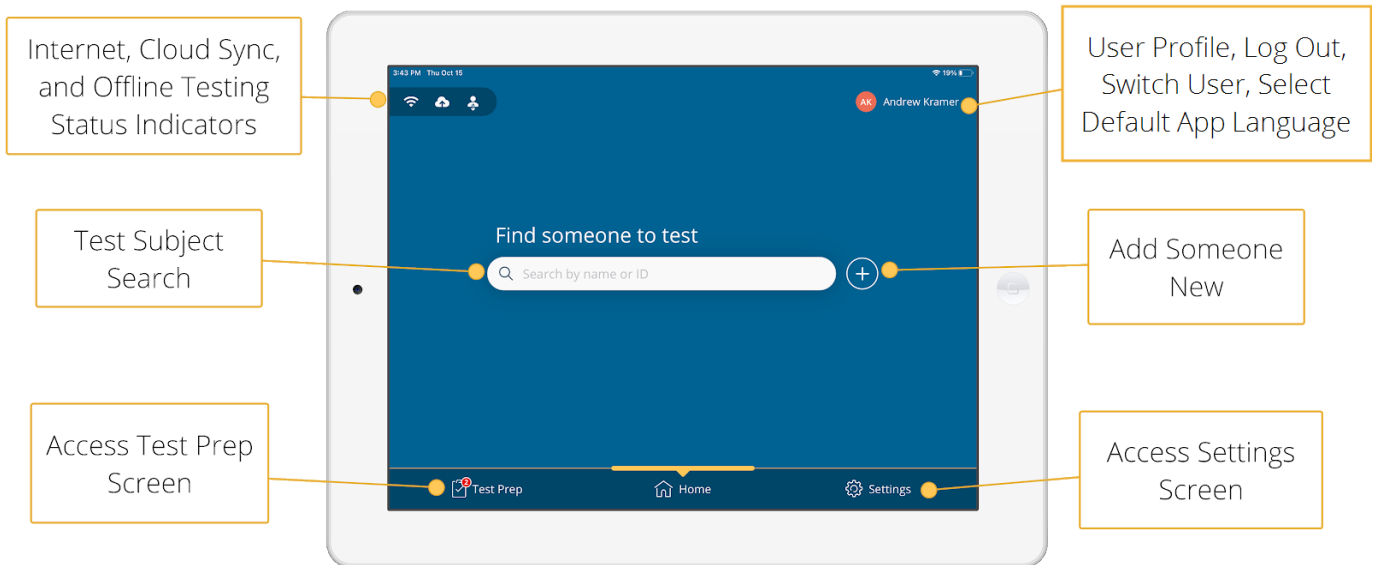 Internet, Cloud Sync,
and Offline Testing
Status Indicators
User Profile, Log Out,
Switch User, Select
Default App Language
3:43 PM Thu Oct 15
19%
AK Andrew Kramer
Test Subject
Search
Find someone to test
Search by name or ID
Add Someone
New
Access Test Prep
Screen
2
Test Prep
Home
Settings
Access Settings
Screen